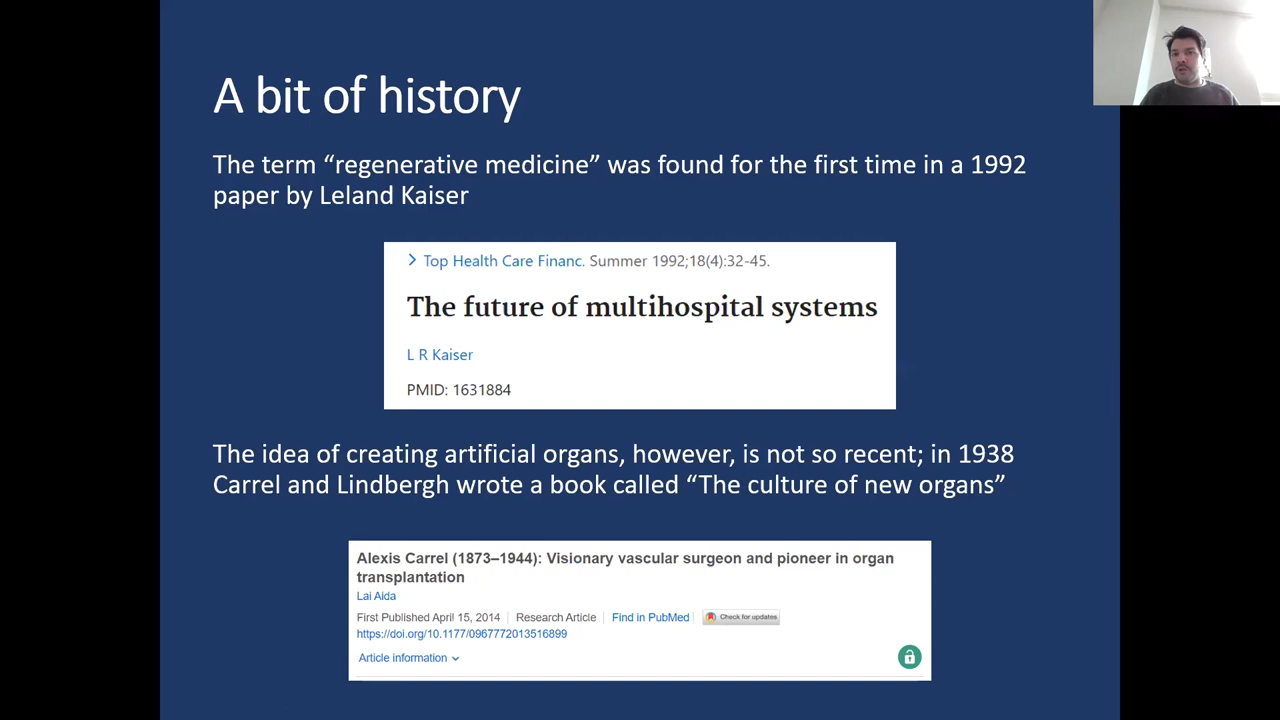 A bit of history
The term “regenerative medicine” was found for the first time in a 1992
paper by Leland Kaiser
> Top Health Care Financ. Summer 1992;18(4):32-45.
The future of multihospital systems
L R Kaiser
PMID: 1631884
The idea of creating artificial organs, however, is not so recent; in 1938
Carrel and Lindbergh wrote a book called “The culture of new organs”
Alexis Carrel (1873–1944): Visionary vascular surgeon and pioneer in organ
transplantation
Lai Aida
First Published April 15, 2014 | Research Article | Find in PubMed | Check for updates
https://doi.org/10.1177/0967772013516899
Article information